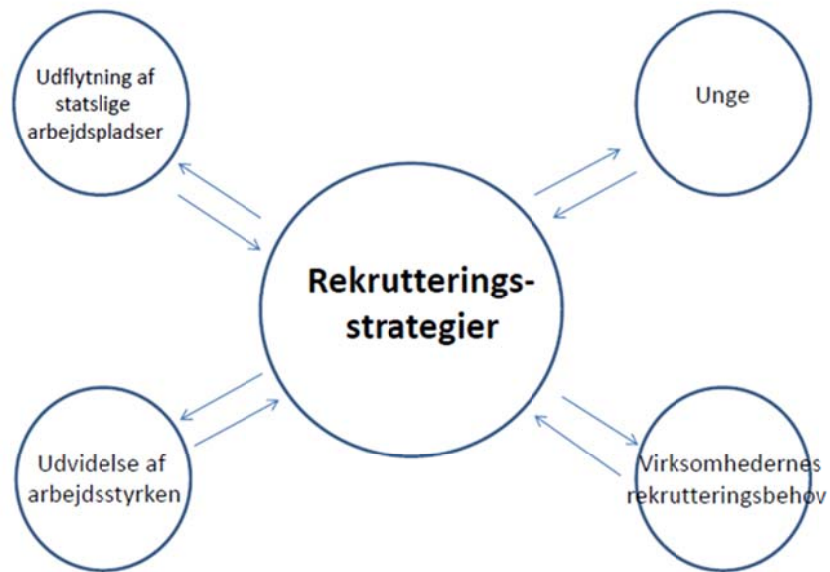 Udflytning af
statslige
arbejdspladser
Unge
Rekrutterings-
strategier
Udvidelse af
arbejdsstyrken
Virksomhedernes
rekrutteringsbehov